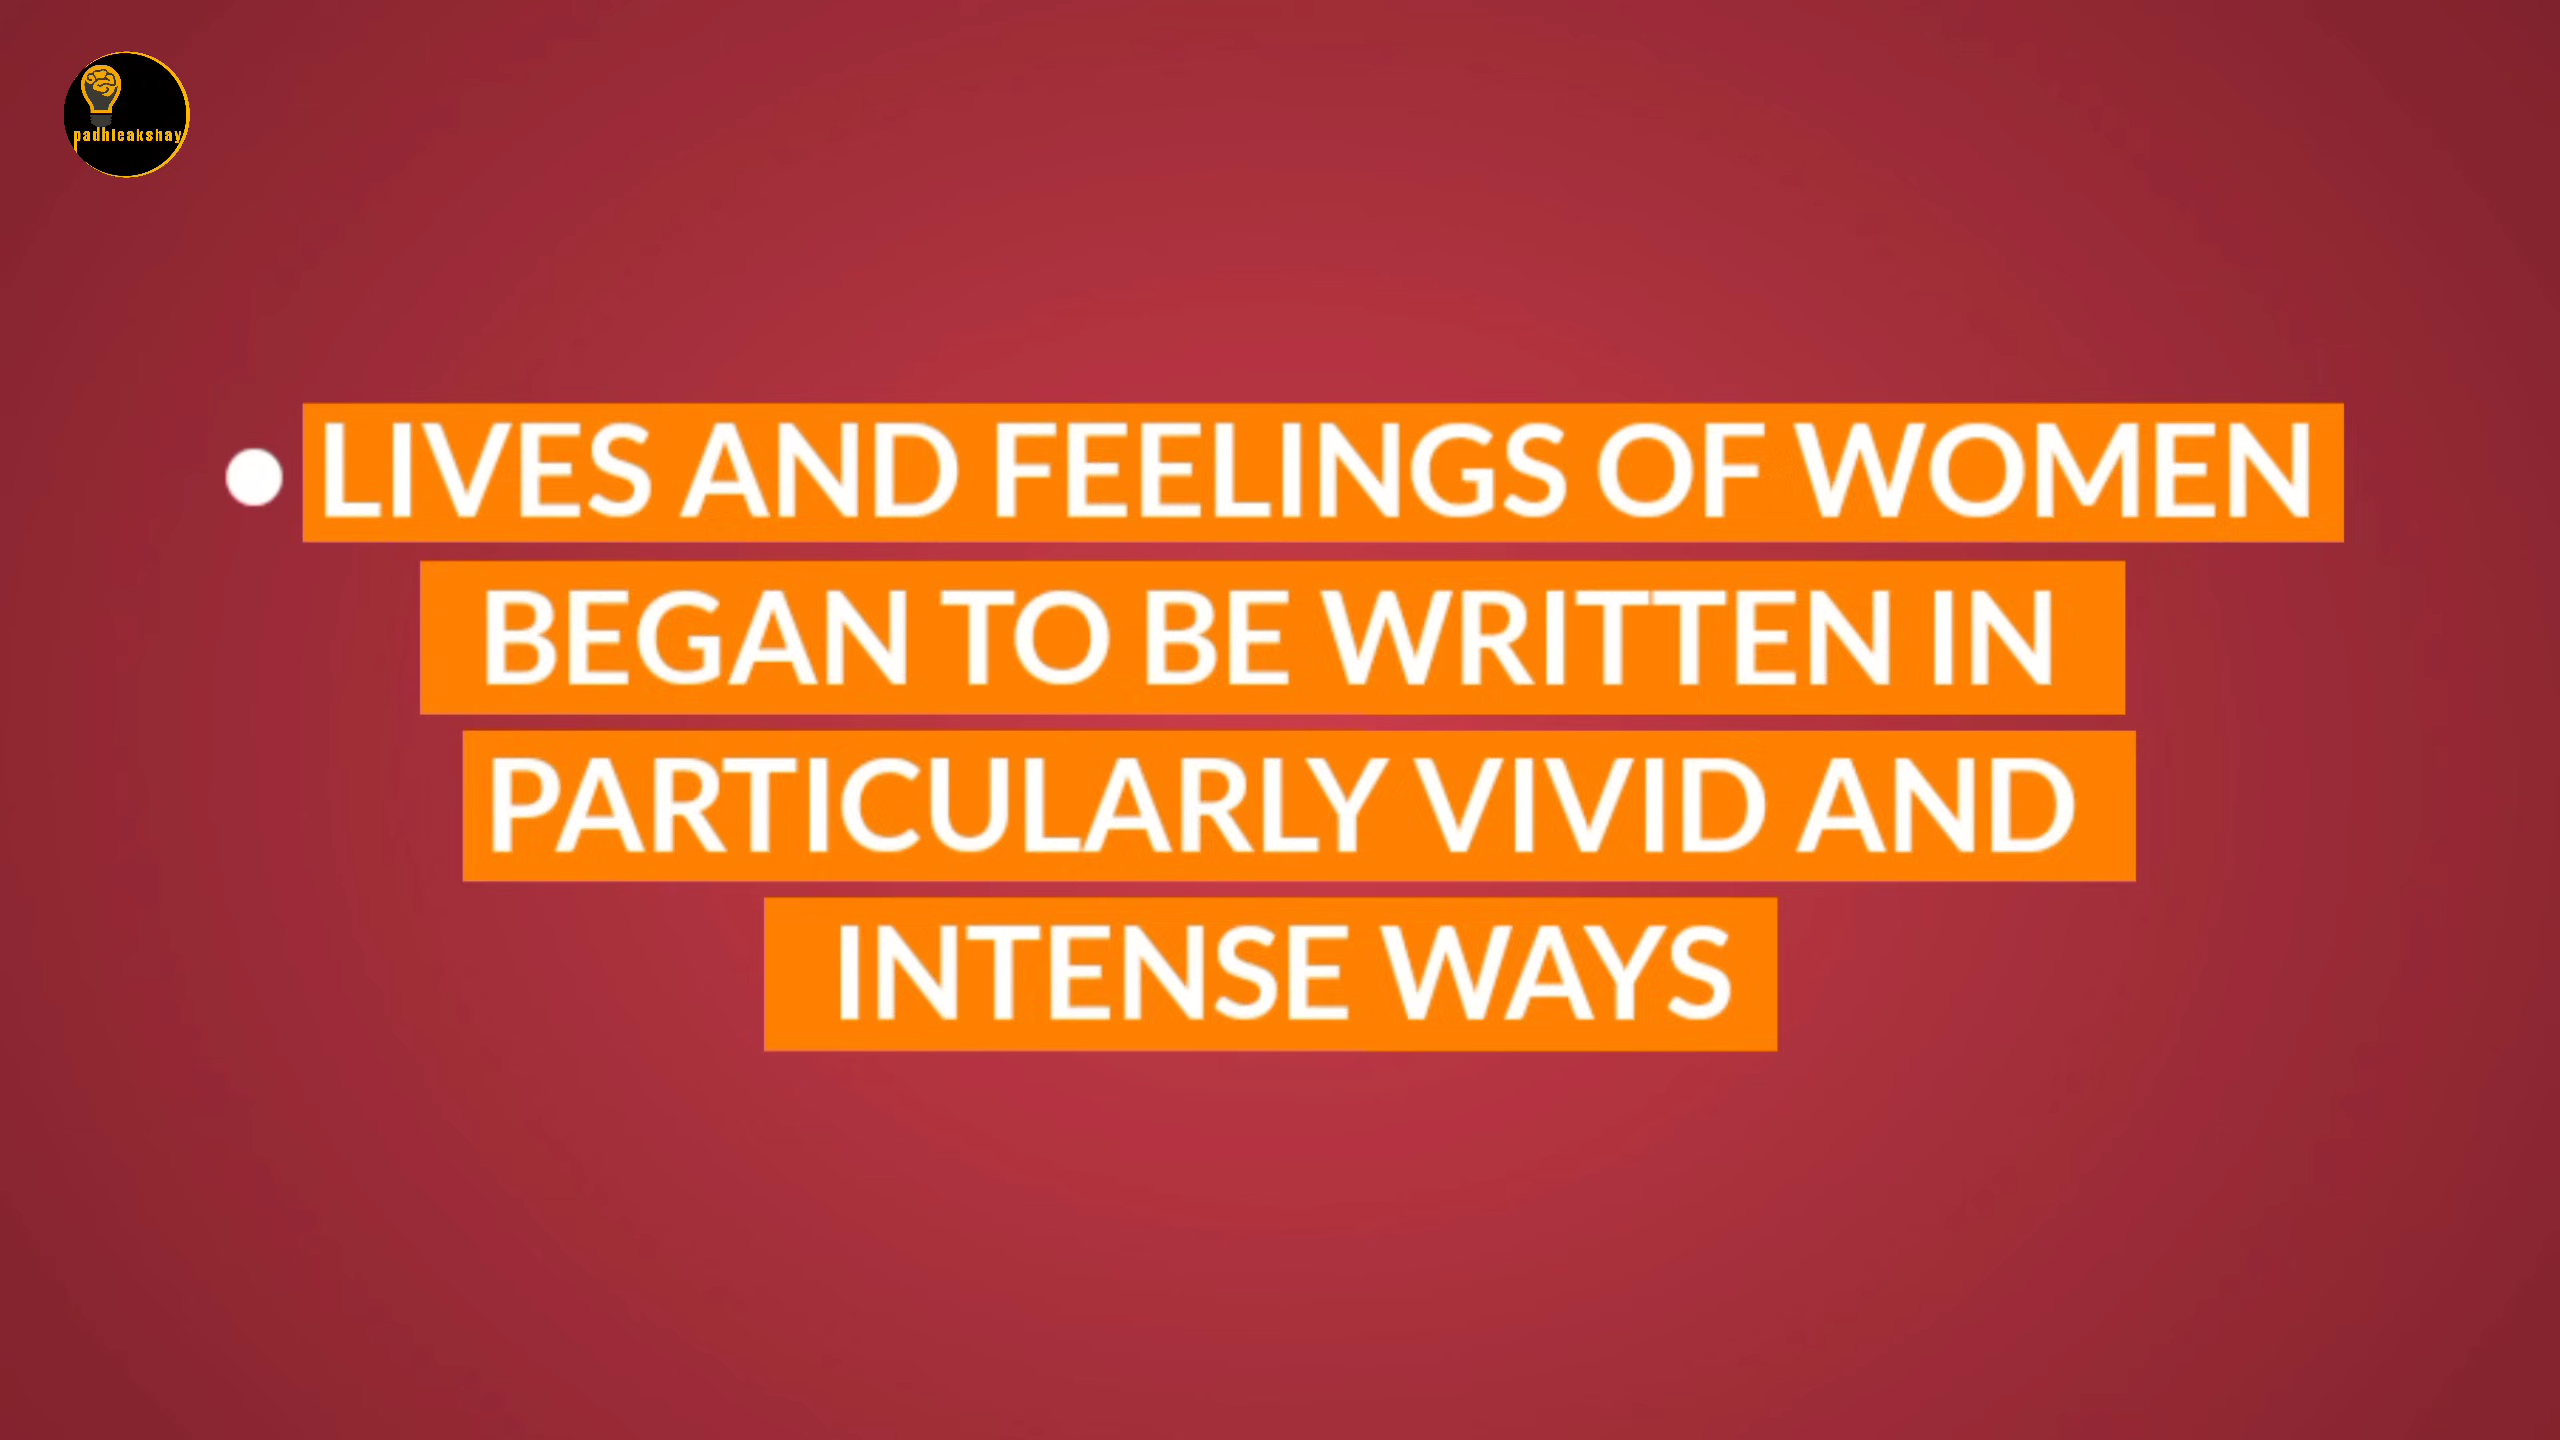 padhleakshay
• LIVES AND FEELINGS OF WOMEN
BEGAN TO BE WRITTEN IN
PARTICULARLY VIVID AND
INTENSE WAYS